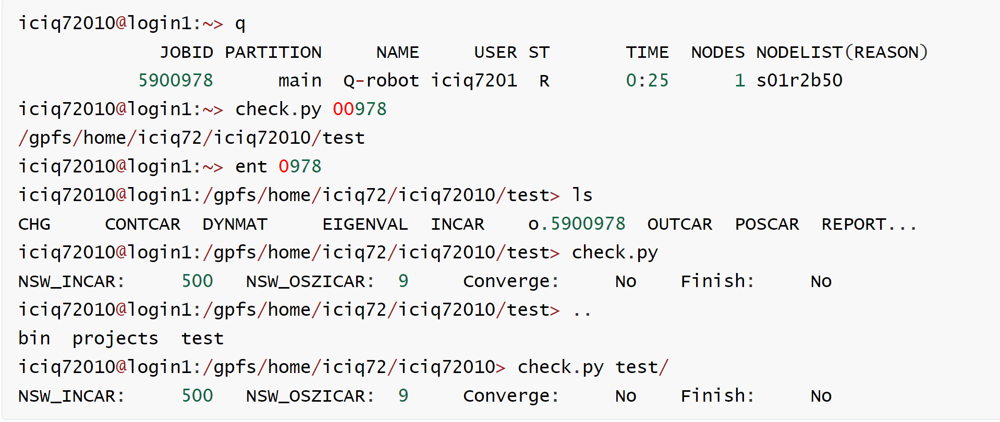 iciq72010@login1:~> q
JOBID PARTITION NAME USER ST TIME NODES NODELIST(REASON)
5900978 main Q-robot iciq7201 R 0:25 1 s01r2b50
iciq72010@login1:~> check.py 00978
/gpfs/home/iciq72/iciq72010/test
iciq72010@login1:~> ent 0978
iciq72010@login1:/gpfs/home/iciq72/iciq72010/test> ls
CHG CONTCAR DYNMAT EIGENVAL INCAR o.5900978 OUTCAR POSCAR REPORT...
iciq72010@login1:/gpfs/home/iciq72/iciq72010/test> check.py
NSW_INCAR: 500 NSW_OSZICAR: 9 Converge: No Finish: No
iciq72010@login1:/gpfs/home/iciq72/iciq72010/test> ..
bin projects test
iciq72010@login1:/gpfs/home/iciq72/iciq72010> check.py test/
NSW_INCAR: 500 NSW_OSZICAR: 9 Converge: No Finish: No